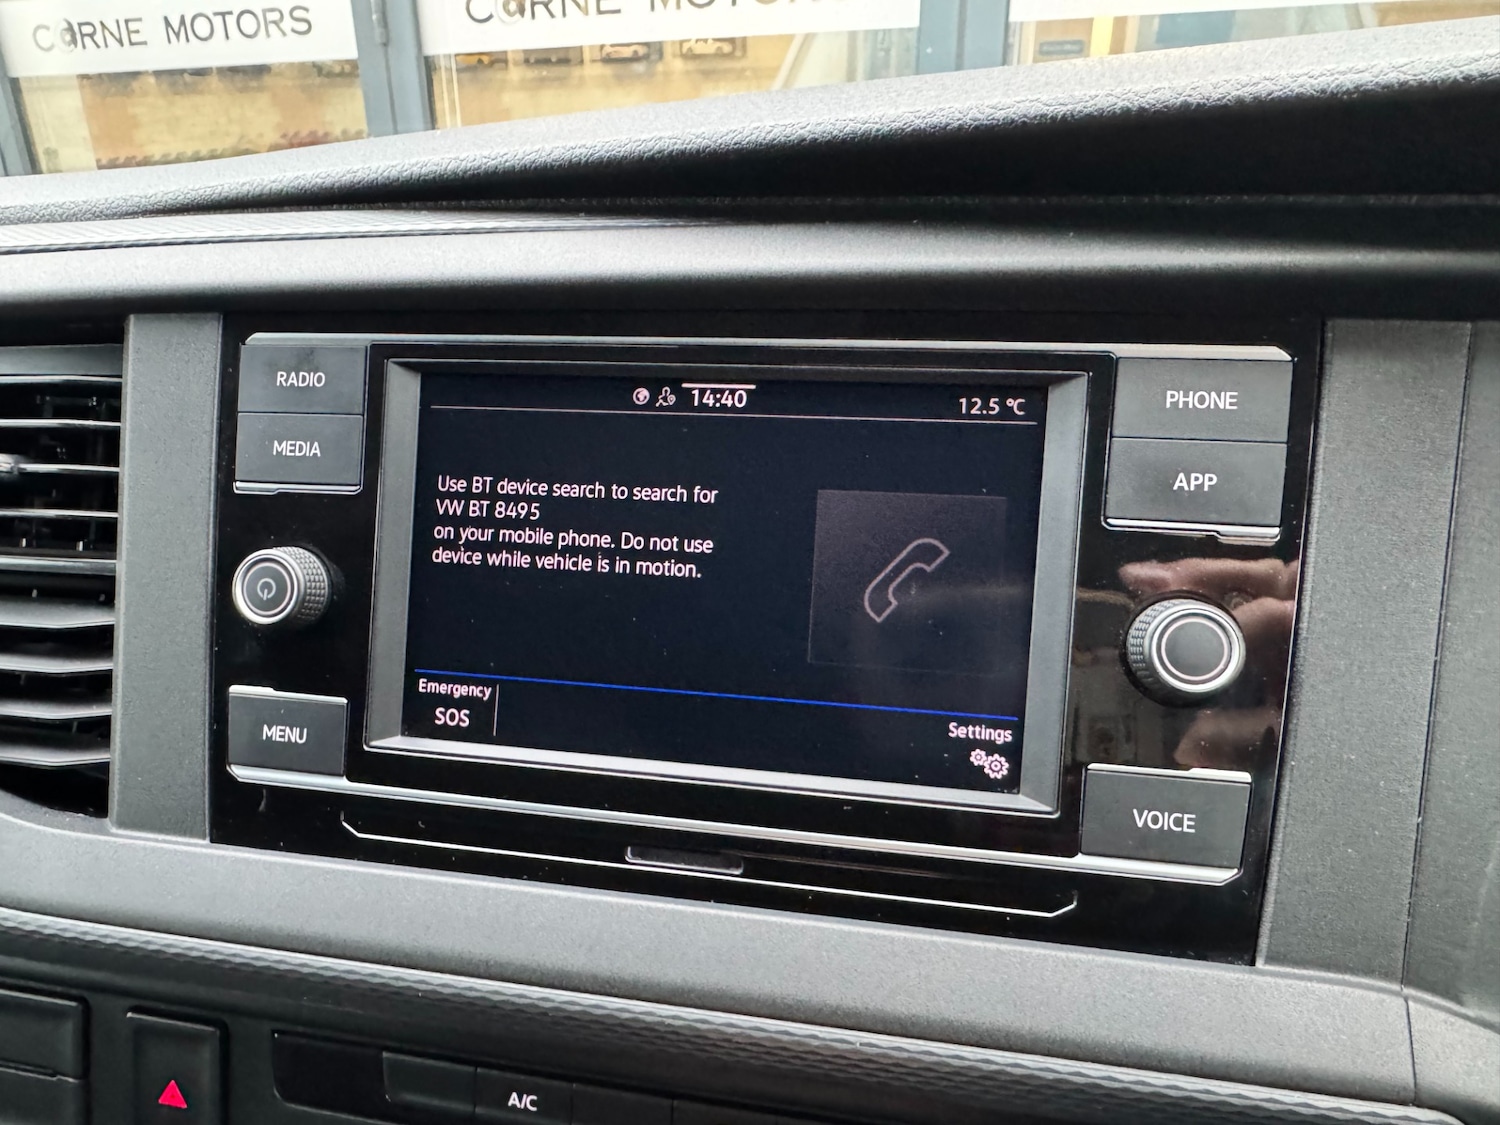 CORNE MOTORS
CORNE MOTORS
RADIO
MEDIA
MENU
14:40
12.5 °C
Use BT device search to search for
VW BT 8495
on your mobile phone. Do not use
device while vehicle is in motion.
Emergency
SOS
Settings
PHONE
APP
VOICE
A/C